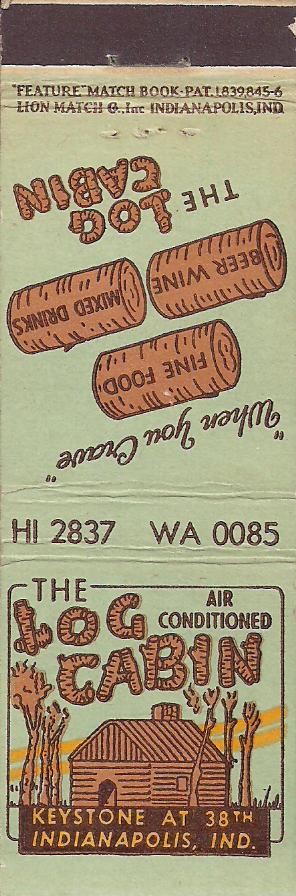 "FEATURE" MATCH BOOK-PAT. 1839845-6
LION MATCH Co., Inc INDIANAPOLIS, IND.
"When You Crave"
FINE FOOD
MIXED DRINKS
BEER WINE
THE LOG
CABIN
HI 2837 WA 0085
THE
AIR
CONDITIONED
LOG
CABIN
KEYSTONE AT 38TH
INDIANAPOLIS, IND.